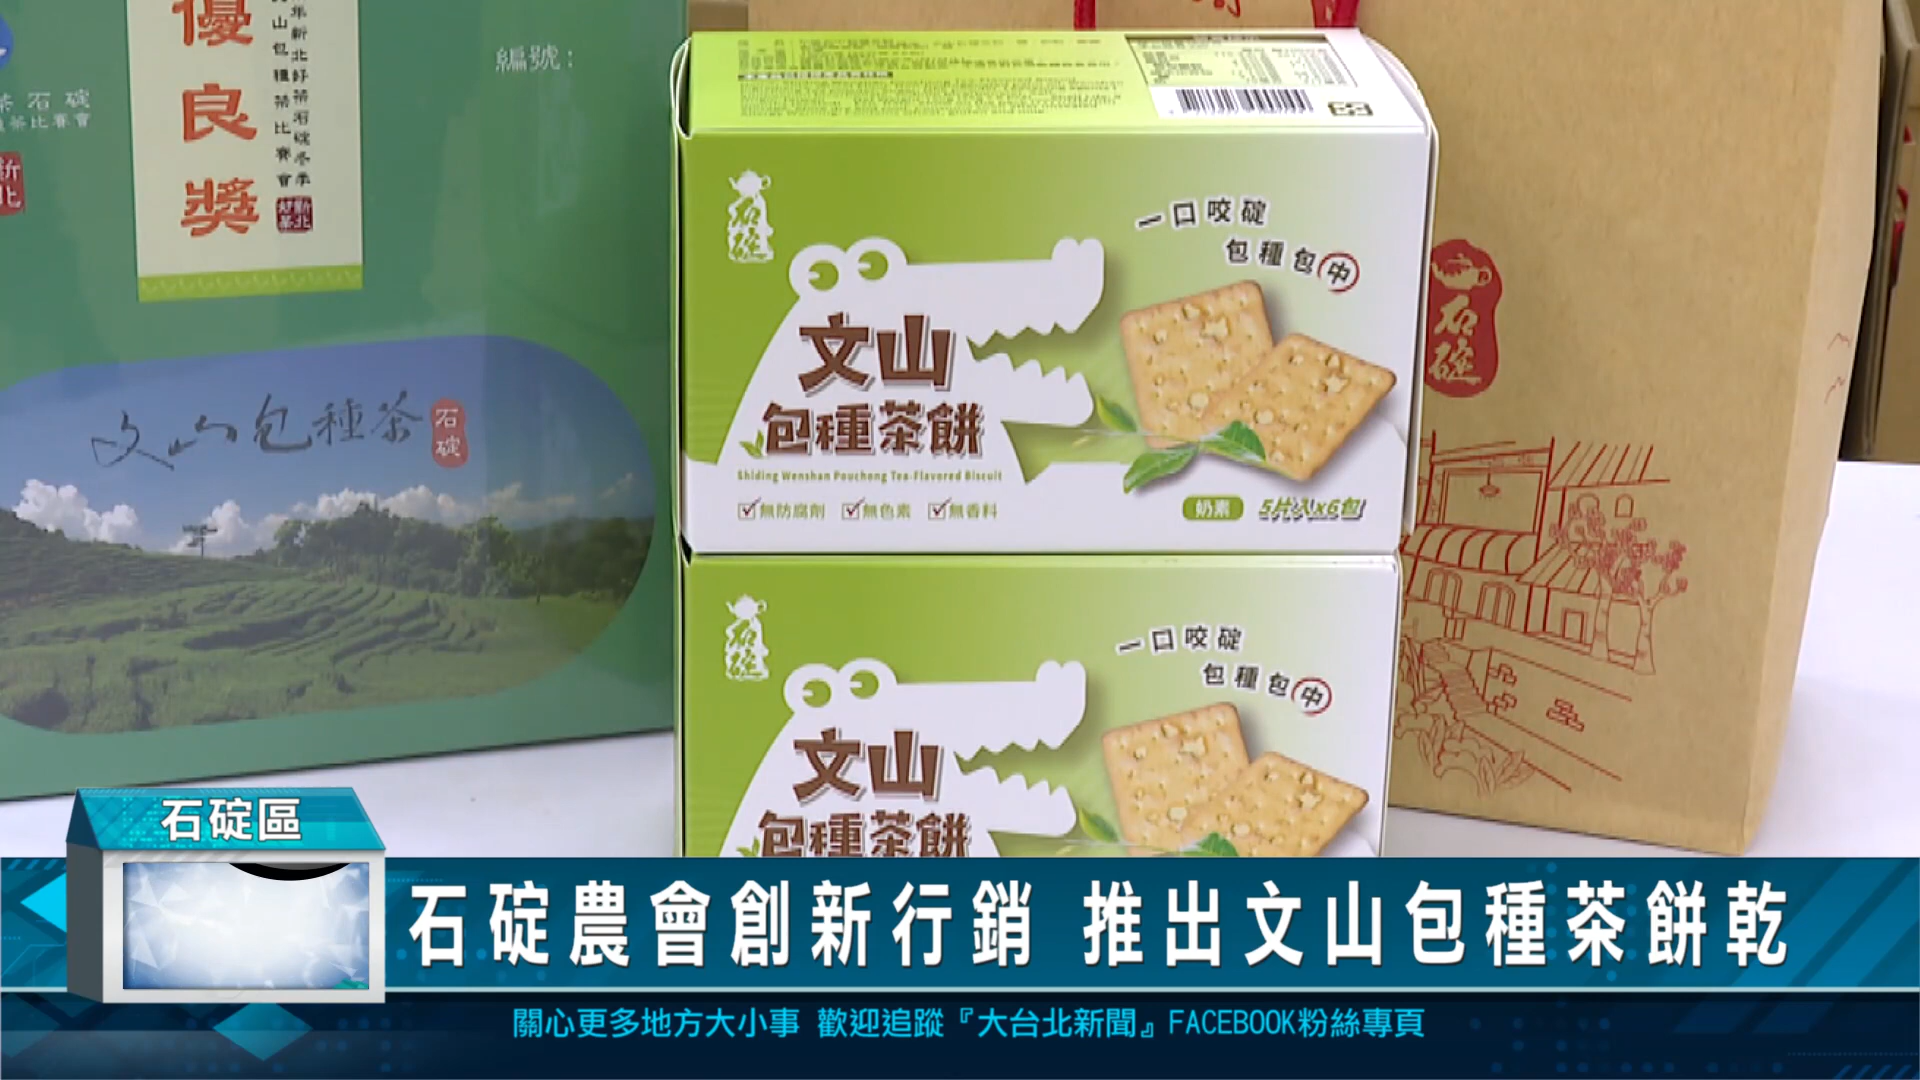 優良獎
編號：
茶石碇
文山包種茶
石碇
石碇
一口咬碇
包種包中
文山
包種茶餅
Shiding Wenshan Pouchong Tea-Flavored Biscuit
無防腐劑 無色素 無香料
奶素 5片入x6包
石碇
石碇
一口咬碇
包種包中
文山
包種茶餅
石碇區
石碇農會創新行銷 推出文山包種茶餅乾
關心更多地方大小事 歡迎追蹤『大台北新聞』FACEBOOK粉絲專頁